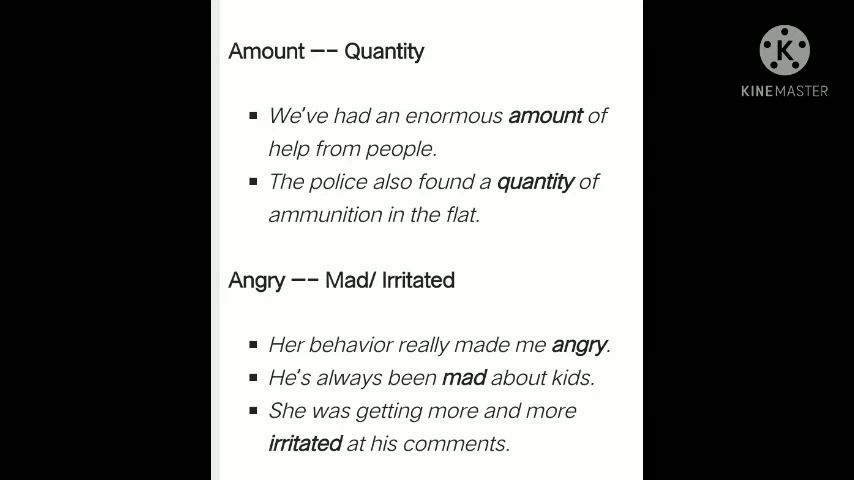 Amount –– Quantity
K
KINEMASTER
▪ We've had an enormous amount of
help from people.
▪ The police also found a quantity of
ammunition in the flat.
Angry –– Mad/ Irritated
▪ Her behavior really made me angry.
▪ He's always been mad about kids.
▪ She was getting more and more
irritated at his comments.